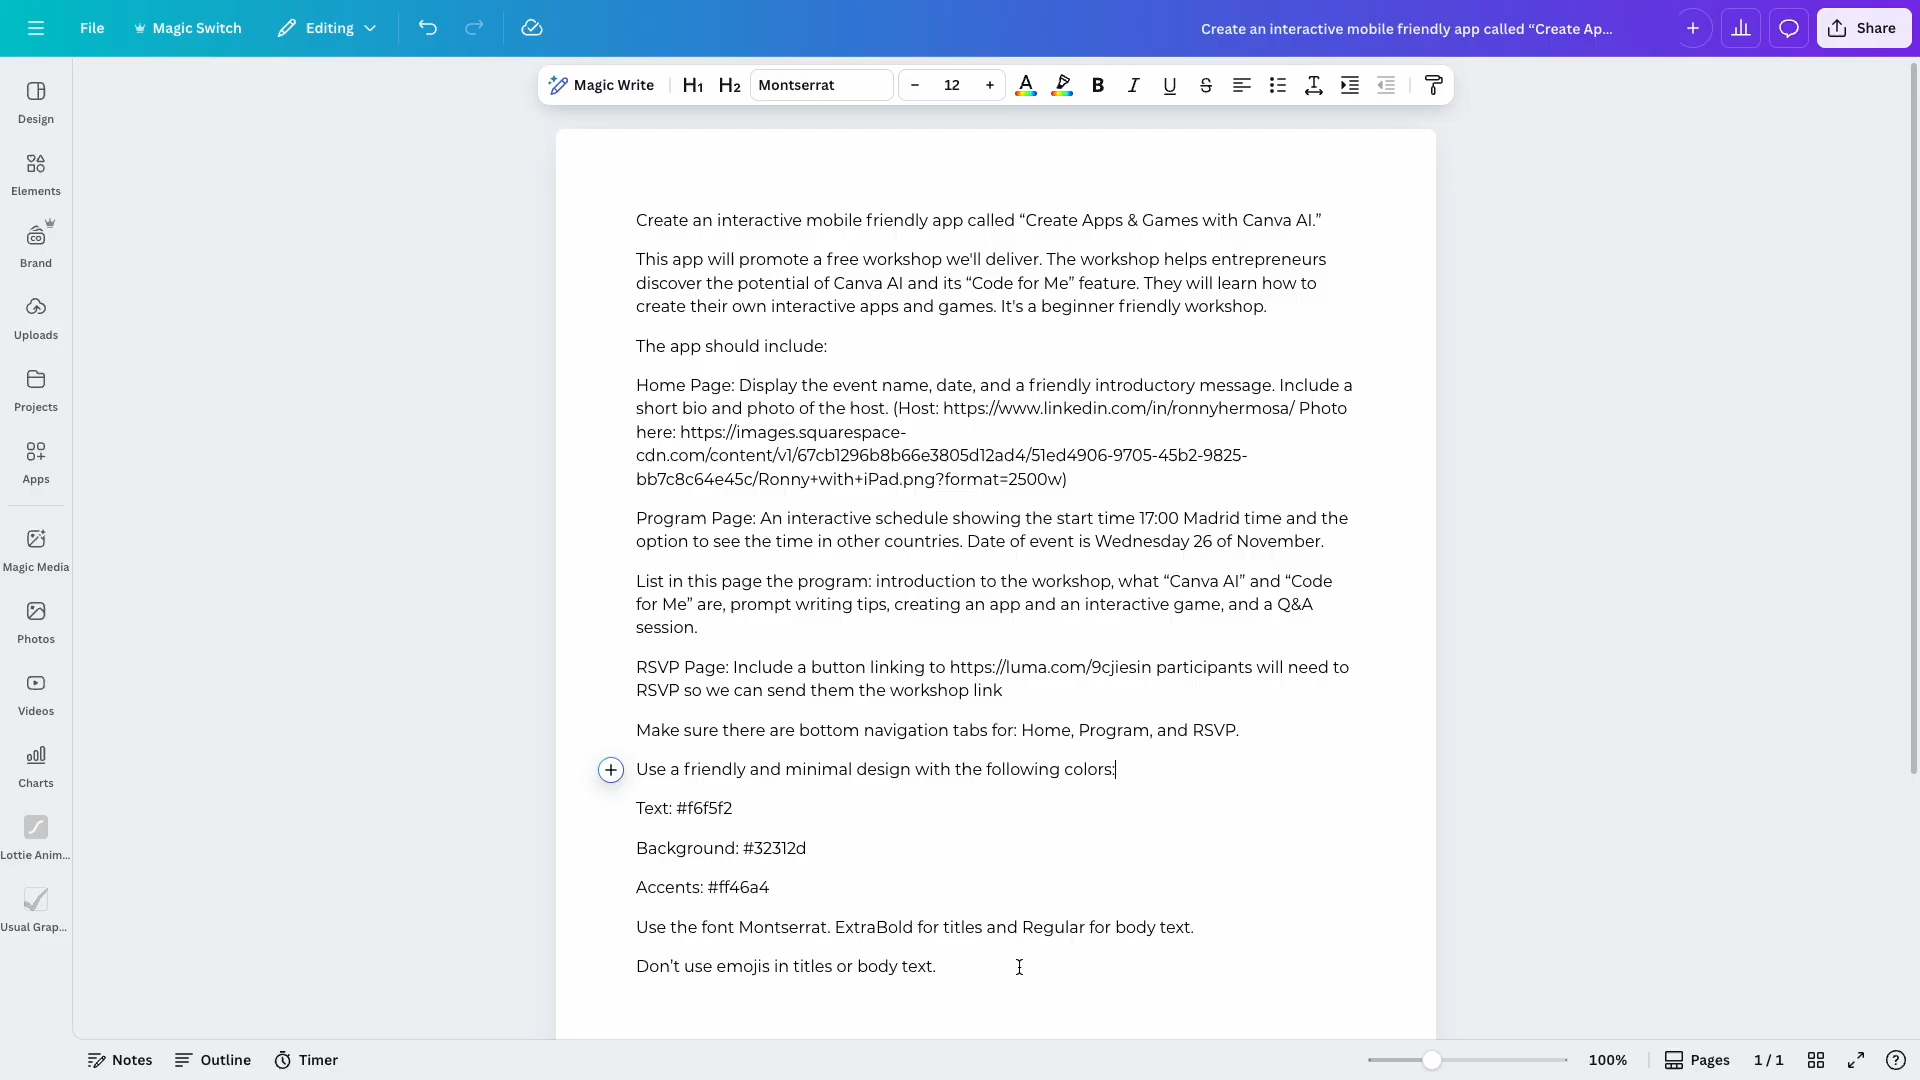 File
Magic Switch
Editing
Create an interactive mobile friendly app called “Create Ap...
Share
Magic Write
H1
H2
Montserrat
– 12 +
A
B
I
U
S
T
Design
Elements
Brand
Uploads
Projects
Apps
Magic Media
Photos
Videos
Charts
Lottie Anim...
Usual Grap...
Create an interactive mobile friendly app called “Create Apps & Games with Canva AI.”
This app will promote a free workshop we'll deliver. The workshop helps entrepreneurs
discover the potential of Canva AI and its “Code for Me” feature. They will learn how to
create their own interactive apps and games. It's a beginner friendly workshop.
The app should include:
Home Page: Display the event name, date, and a friendly introductory message. Include a
short bio and photo of the host. (Host: https://www.linkedin.com/in/ronnyhermosa/ Photo
here: https://images.squarespace-
cdn.com/content/v1/67cb1296b8b66e3805d12ad4/51ed4906-9705-45b2-9825-
bb7c8c64e45c/Ronny+with+iPad.png?format=2500w)
Program Page: An interactive schedule showing the start time 17:00 Madrid time and the
option to see the time in other countries. Date of event is Wednesday 26 of November.
List in this page the program: introduction to the workshop, what “Canva AI” and “Code
for Me” are, prompt writing tips, creating an app and an interactive game, and a Q&A
session.
RSVP Page: Include a button linking to https://luma.com/9cjiesin participants will need to
RSVP so we can send them the workshop link
Make sure there are bottom navigation tabs for: Home, Program, and RSVP.
Use a friendly and minimal design with the following colors:
Text: #f6f5f2
Background: #32312d
Accents: #ff46a4
Use the font Montserrat. ExtraBold for titles and Regular for body text.
Don’t use emojis in titles or body text.
Notes
Outline
Timer
100%
Pages
1 / 1